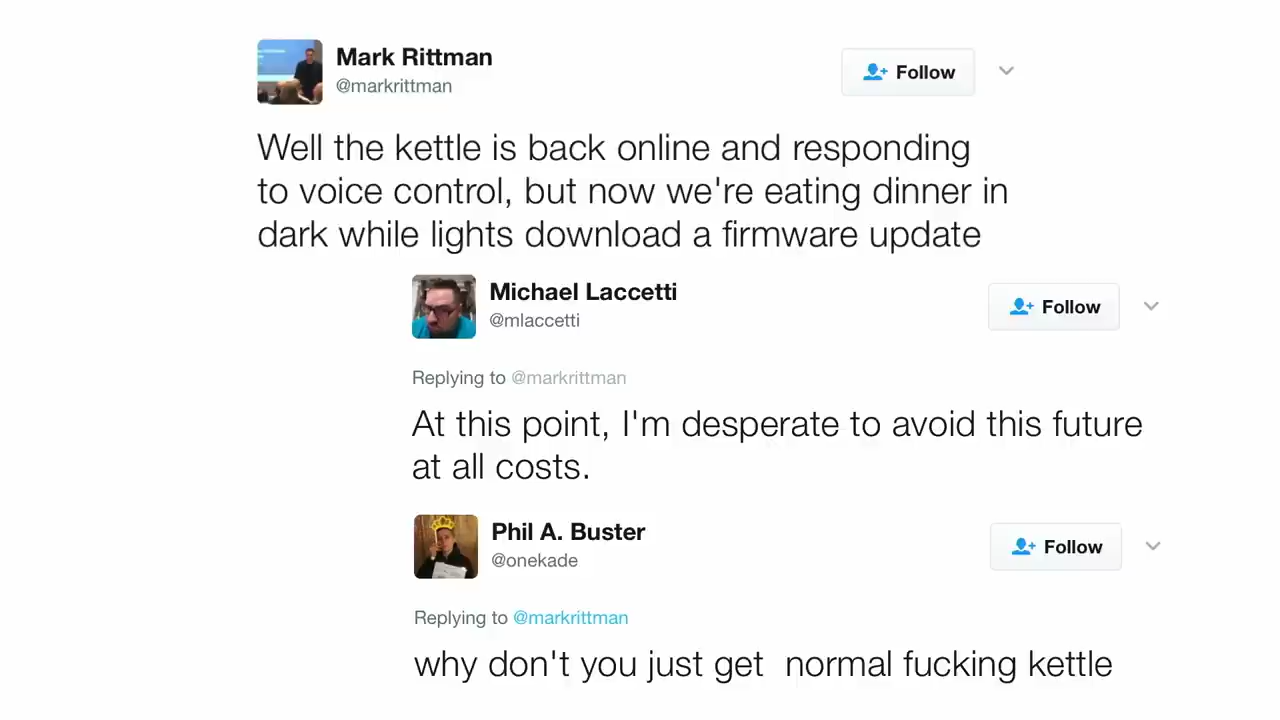 Mark Rittman
@markrittman
Follow
Well the kettle is back online and responding
to voice control, but now we're eating dinner in
dark while lights download a firmware update
Michael Laccetti
@mlaccetti
Follow
Replying to @markrittman
At this point, I'm desperate to avoid this future
at all costs.
Phil A. Buster
@onekade
Follow
Replying to @markrittman
why don't you just get  normal fucking kettle